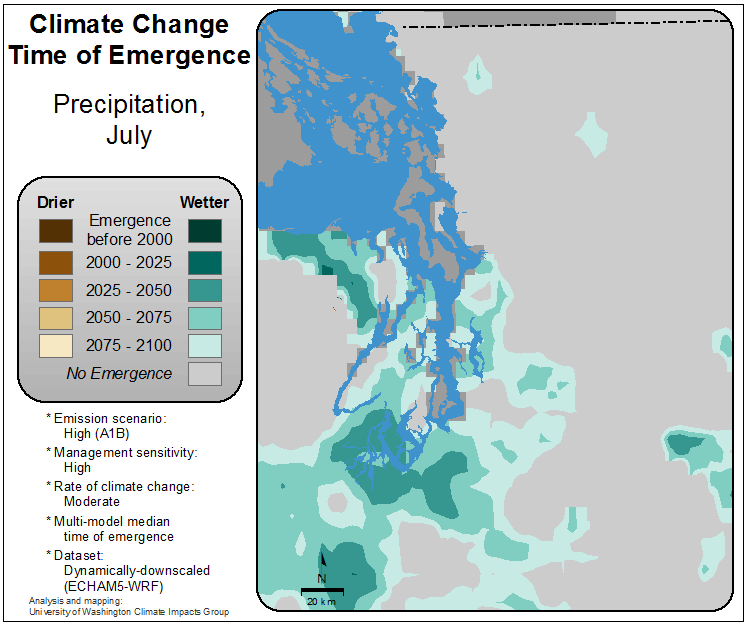 Climate Change
Time of Emergence
Precipitation,
July
Drier
Wetter
Emergence
before 2000
2000 - 2025
2025 - 2050
2050 - 2075
2075 - 2100
No Emergence
* Emission scenario:
High (A1B)
* Management sensitivity:
High
* Rate of climate change:
Moderate
* Multi-model median
time of emergence
* Dataset:
Dynamically-downscaled
(ECHAM5-WRF)
Analysis and mapping:
University of Washington Climate Impacts Group
N
20 km